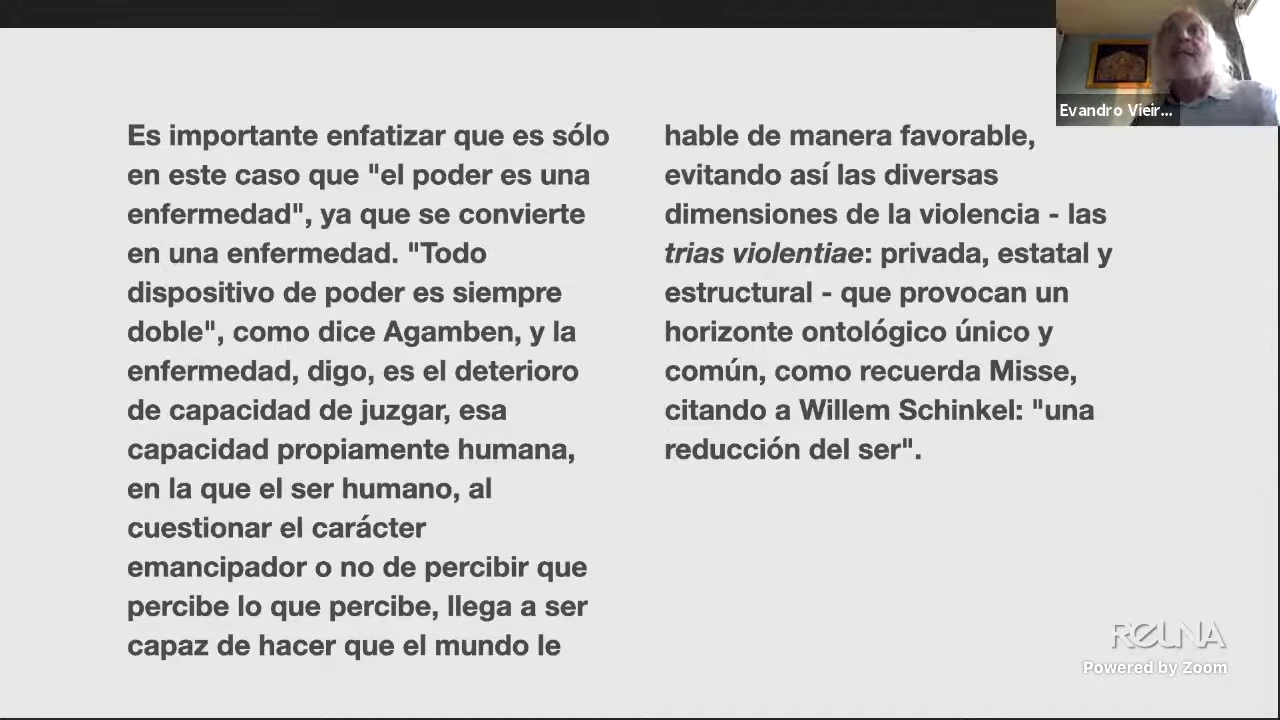 Es importante enfatizar que es sólo
en este caso que "el poder es una
enfermedad", ya que se convierte
en una enfermedad. "Todo
dispositivo de poder es siempre
doble", como dice Agamben, y la
enfermedad, digo, es el deterioro
de capacidad de juzgar, esa
capacidad propiamente humana,
en la que el ser humano, al
cuestionar el carácter
emancipador o no de percibir que
percibe lo que percibe, llega a ser
capaz de hacer que el mundo le
hable de manera favorable,
evitando así las diversas
dimensiones de la violencia - las
trias violentiae: privada, estatal y
estructural - que provocan un
horizonte ontológico único y
común, como recuerda Misse,
citando a Willem Schinkel: "una
reducción del ser".
Evandro Vieir...
Powered by Zoom